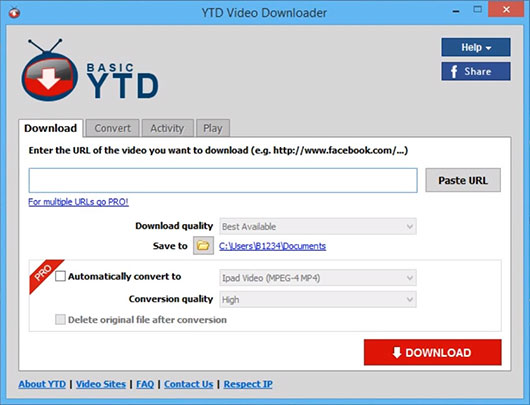 YTD Video Downloader
Help
BASIC
YTD
f Share
Download Convert Activity Play
Enter the URL of the video you want to download (e.g. http://www.facebook.com/...)
Paste URL
For multiple URLs go PRO!
Download quality Best Available
Save to C:\Users\B1234\Documents
PRO
Automatically convert to Ipad Video (MPEG-4 MP4)
Conversion quality High
Delete original file after conversion
DOWNLOAD
About YTD | Video Sites | FAQ | Contact Us | Respect IP